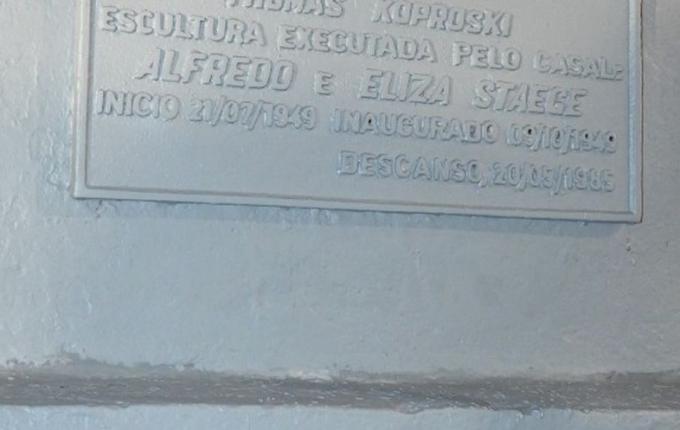 THOMAS KOPROSKI
ESCULTURA EXECUTADA PELO CASAL:
ALFREDO E ELIZA STAEGE
INICIO 21/07/1949 INAUGURADO 09/10/1949
DESCANSO, 20/05/1985